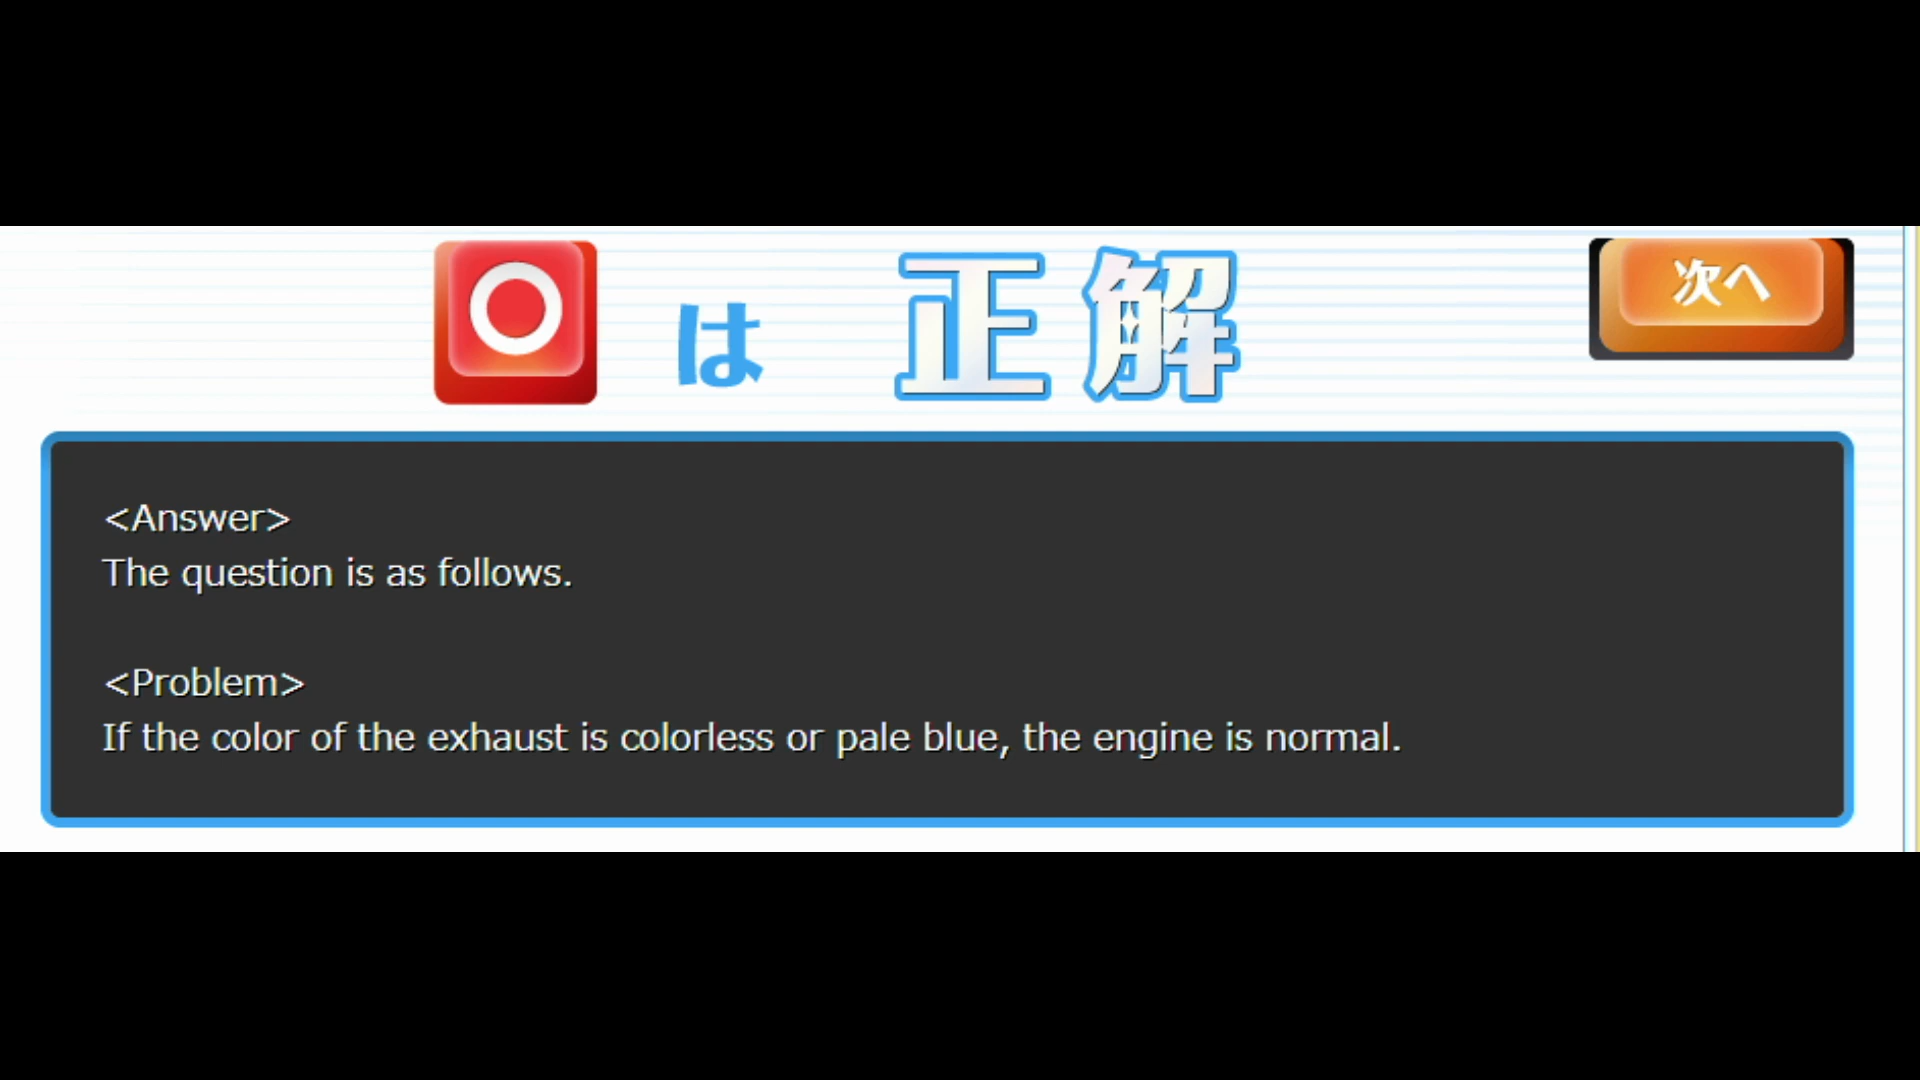 は 正解
次へ
<Answer>
The question is as follows.
<Problem>
If the color of the exhaust is colorless or pale blue, the engine is normal.